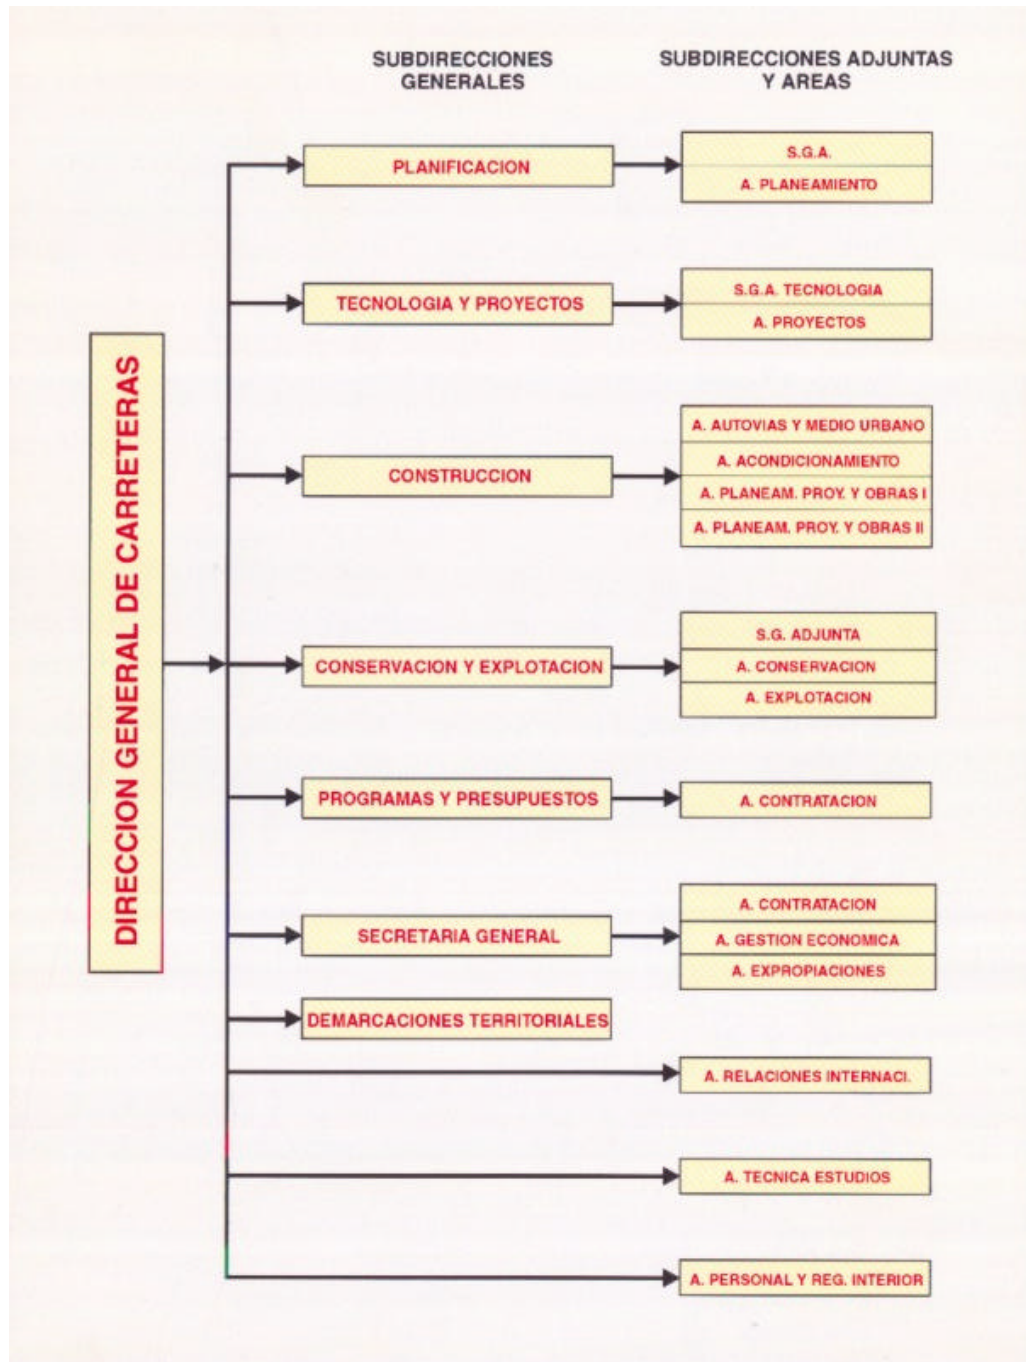 SUBDIRECCIONES
GENERALES
SUBDIRECCIONES ADJUNTAS
Y AREAS
DIRECCION GENERAL DE CARRETERAS
PLANIFICACION
S.G.A.
A. PLANEAMIENTO
TECNOLOGIA Y PROYECTOS
S.G.A. TECNOLOGIA
A. PROYECTOS
CONSTRUCCION
A. AUTOVIAS Y MEDIO URBANO
A. ACONDICIONAMIENTO
A. PLANEAM. PROY. Y OBRAS I
A. PLANEAM. PROY. Y OBRAS II
CONSERVACION Y EXPLOTACION
S.G. ADJUNTA
A. CONSERVACION
A. EXPLOTACION
PROGRAMAS Y PRESUPUESTOS
A. CONTRATACION
SECRETARIA GENERAL
A. CONTRATACION
A. GESTION ECONOMICA
A. EXPROPIACIONES
DEMARCACIONES TERRITORIALES
A. RELACIONES INTERNACI.
A. TECNICA ESTUDIOS
A. PERSONAL Y REG. INTERIOR